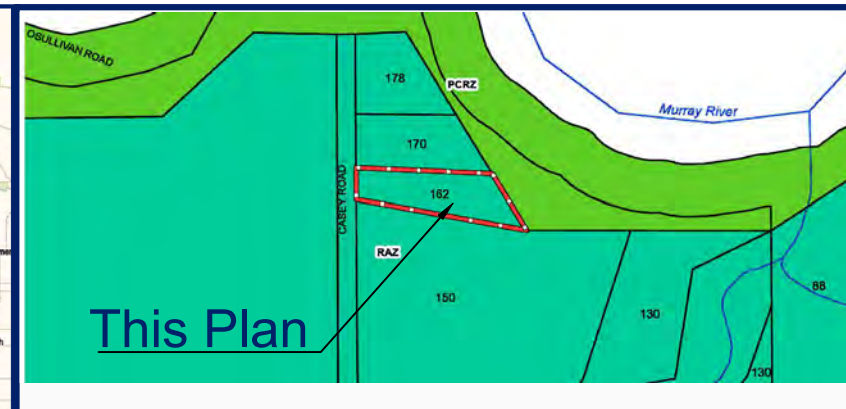 OSULLIVAN ROAD
178
PCRZ
Murray River
170
CASEY ROAD
162
RAZ
150
130
88
This Plan
130